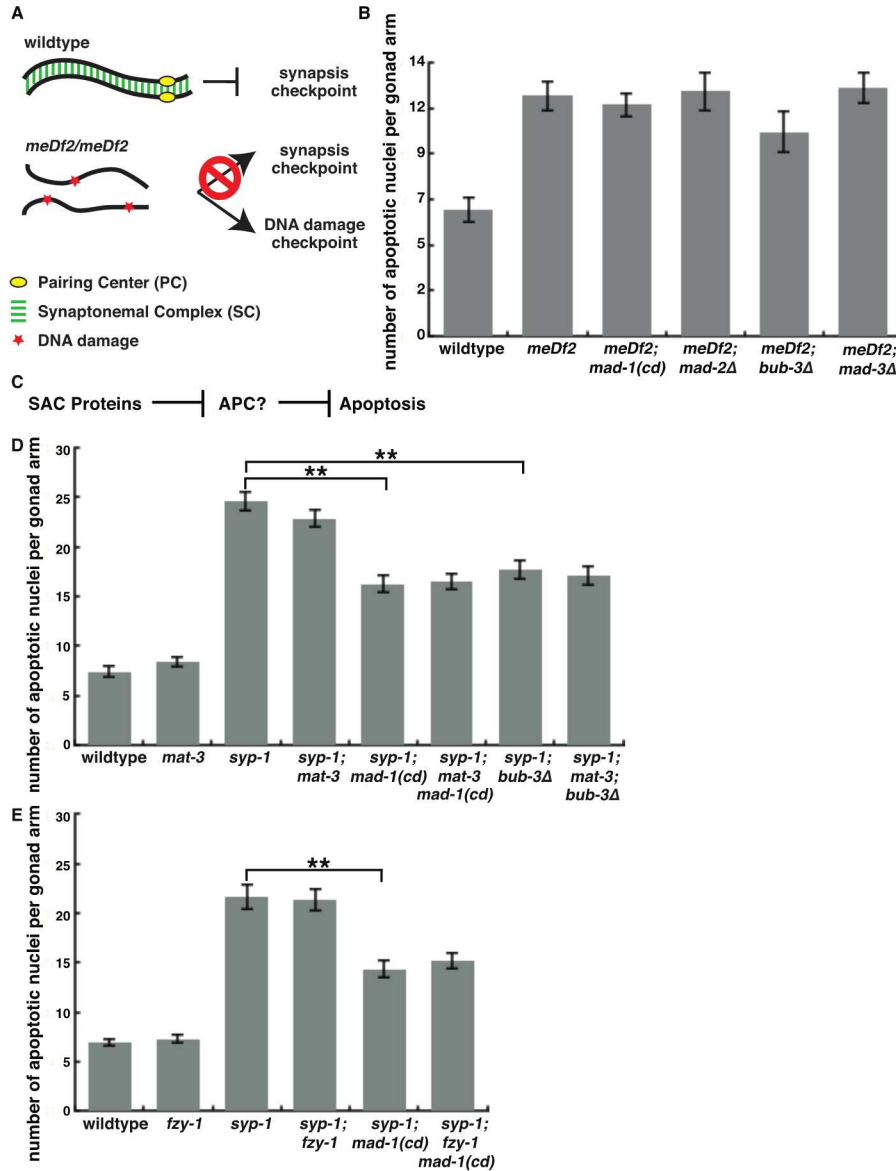 A
wildtype
synapsis
checkpoint
meDf2/meDf2
synapsis
checkpoint
DNA damage
checkpoint
Pairing Center (PC)
Synaptonemal Complex (SC)
DNA damage
B
number of apoptotic nuclei per gonad arm
14
12
9
7
5
2
0
wildtype
meDf2
meDf2;
mad-1(cd)
meDf2;
mad-2Δ
meDf2;
bub-3Δ
meDf2;
mad-3Δ
C
SAC Proteins
APC?
Apoptosis
D
number of apoptotic nuclei per gonad arm
30
25
20
15
10
5
0
**
**
wildtype
mat-3
syp-1
syp-1;
mat-3
syp-1;
mad-1(cd)
syp-1;
mat-3
mad-1(cd)
syp-1;
bub-3Δ
syp-1;
mat-3;
bub-3Δ
E
number of apoptotic nuclei per gonad arm
30
25
20
15
10
5
0
**
wildtype
fzy-1
syp-1
syp-1;
fzy-1
syp-1;
mad-1(cd)
syp-1;
fzy-1
mad-1(cd)